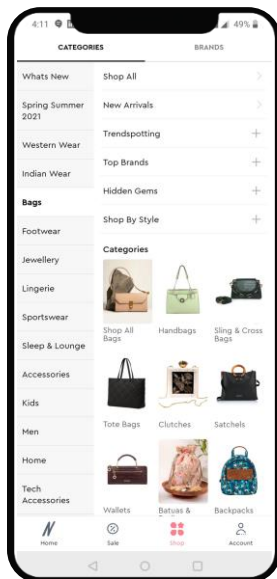 4:11
49%
CATEGORIES
BRANDS
Whats New
Spring Summer
2021
Western Wear
Indian Wear
Bags
Footwear
Jewellery
Lingerie
Sportswear
Sleep & Lounge
Accessories
Kids
Men
Home
Tech
Accessories
Shop All
New Arrivals
Trendspotting
Top Brands
Hidden Gems
Shop By Style
Categories
Shop All
Bags
Handbags
Sling & Cross
Bags
Tote Bags
Clutches
Satchels
Wallets
Batuas &
Backpacks
Home
Sale
Shop
Account